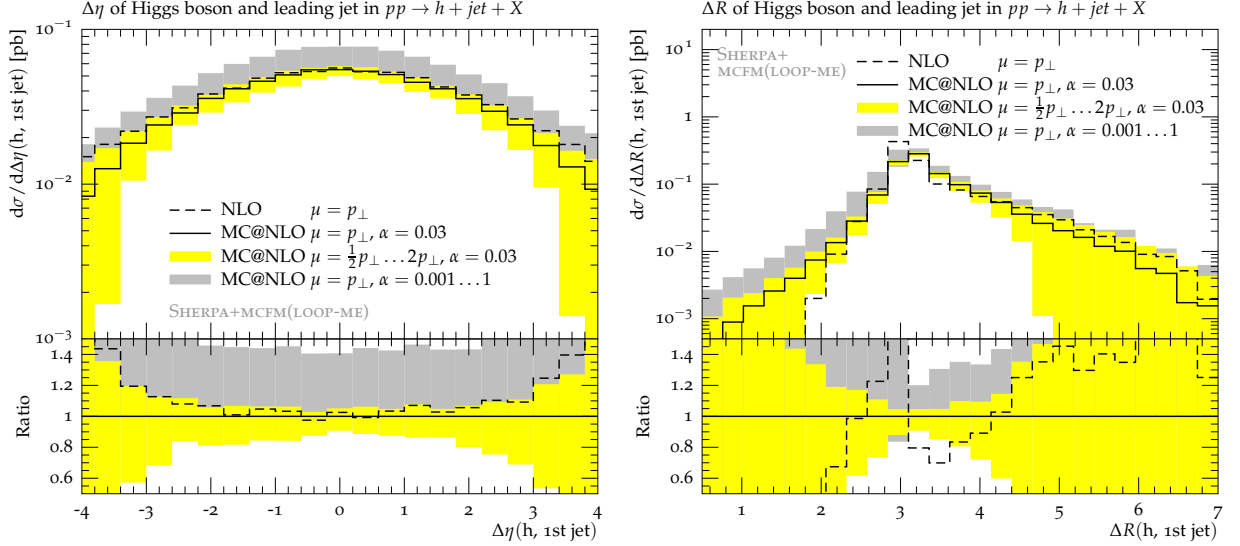 Δη of Higgs boson and leading jet in pp → h + jet + X
dσ/dΔη(h, 1st jet) [pb]
10⁻¹
10⁻²
10⁻³
NLO μ = p⊥
MC@NLO μ = p⊥, α = 0.03
MC@NLO μ = ½p⊥ … 2p⊥, α = 0.03
MC@NLO μ = p⊥, α = 0.001 … 1
SHERPA+MCFM(LOOP-ME)
Ratio
1.4
1.2
1
0.8
0.6
-4 -3 -2 -1 0 1 2 3 4
Δη(h, 1st jet)
ΔR of Higgs boson and leading jet in pp → h + jet + X
dσ/dΔR(h, 1st jet) [pb]
10¹
1
10⁻¹
10⁻²
10⁻³
SHERPA+
MCFM(LOOP-ME)
NLO μ = p⊥
MC@NLO μ = p⊥, α = 0.03
MC@NLO μ = ½p⊥ … 2p⊥, α = 0.03
MC@NLO μ = p⊥, α = 0.001 … 1
Ratio
1.4
1.2
1
0.8
0.6
1 2 3 4 5 6 7
ΔR(h, 1st jet)